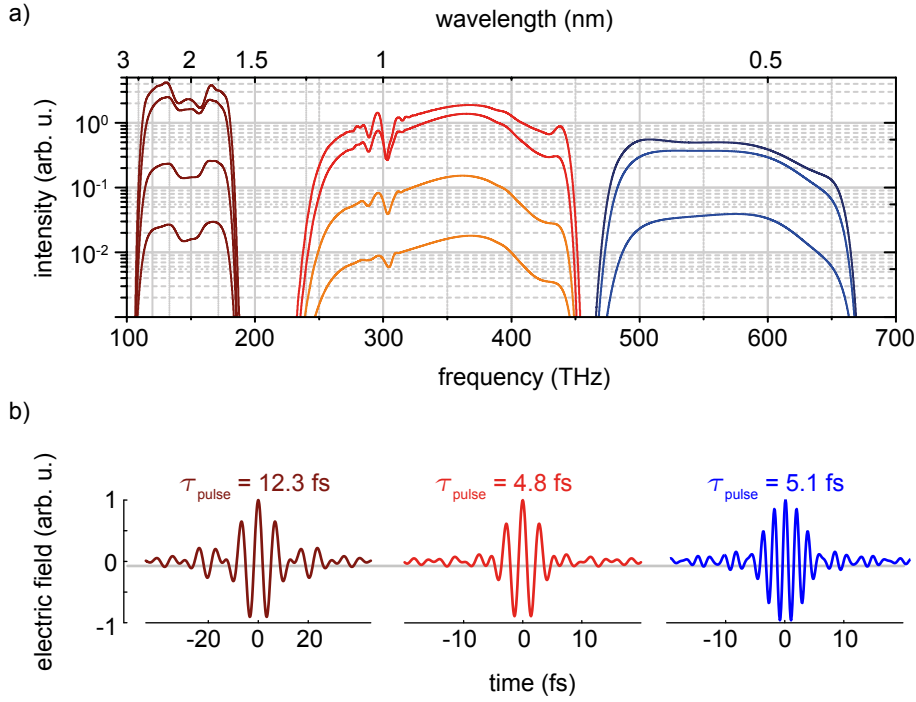 a)
wavelength (nm)
3 2 1.5 1 0.5
intensity (arb. u.)
10⁰
10⁻¹
10⁻²
100 200 300 400 500 600 700
frequency (THz)
b)
electric field (arb. u.)
τpulse = 12.3 fs τpulse = 4.8 fs τpulse = 5.1 fs
1
0
-1
-20 0 20 -10 0 10 -10 0 10
time (fs)